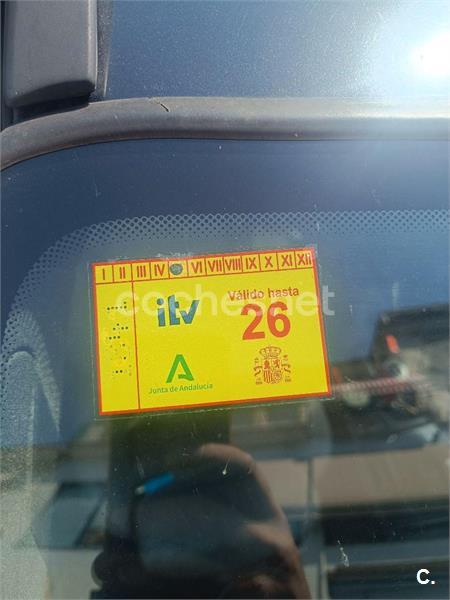 I II III IV VI VII VIII IX X XI XII
itv
Válido hasta
26
Junta de Andalucía
coches.net
C.